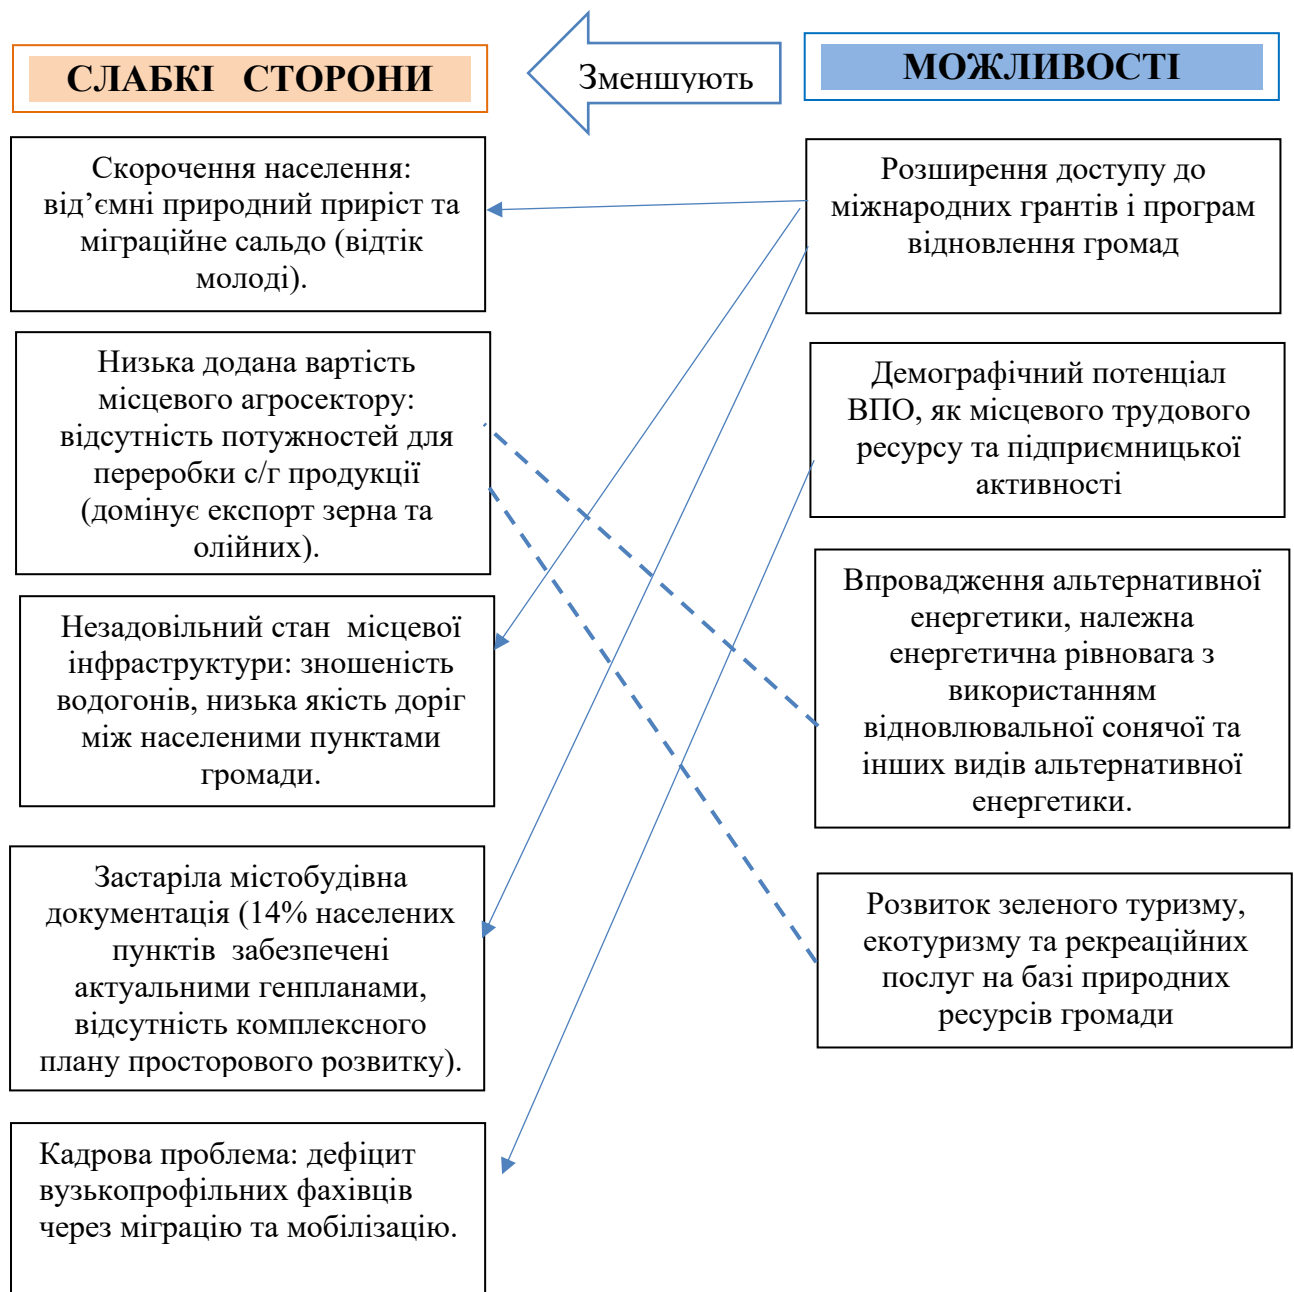 СЛАБКІ СТОРОНИ
Зменшують
МОЖЛИВОСТІ
Скорочення населення:
від’ємні природний приріст та
міграційне сальдо (відтік
молоді).
Низька додана вартість
місцевого агросектору:
відсутність потужностей для
переробки с/г продукції
(домінує експорт зерна та
олійних).
Незадовільний стан місцевої
інфраструктури: зношеність
водогонів, низька якість доріг
між населеними пунктами
громади.
Застаріла містобудівна
документація (14% населених
пунктів забезпечені
актуальними генпланами,
відсутність комплексного
плану просторового розвитку).
Кадрова проблема: дефіцит
вузькопрофільних фахівців
через міграцію та мобілізацію.
Розширення доступу до
міжнародних грантів і програм
відновлення громад
Демографічний потенціал
ВПО, як місцевого трудового
ресурсу та підприємницької
активності
Впровадження альтернативної
енергетики, належна
енергетична рівновага з
використанням
відновлювальної сонячої та
інших видів альтернативної
енергетики.
Розвиток зеленого туризму,
екотуризму та рекреаційних
послуг на базі природних
ресурсів громади